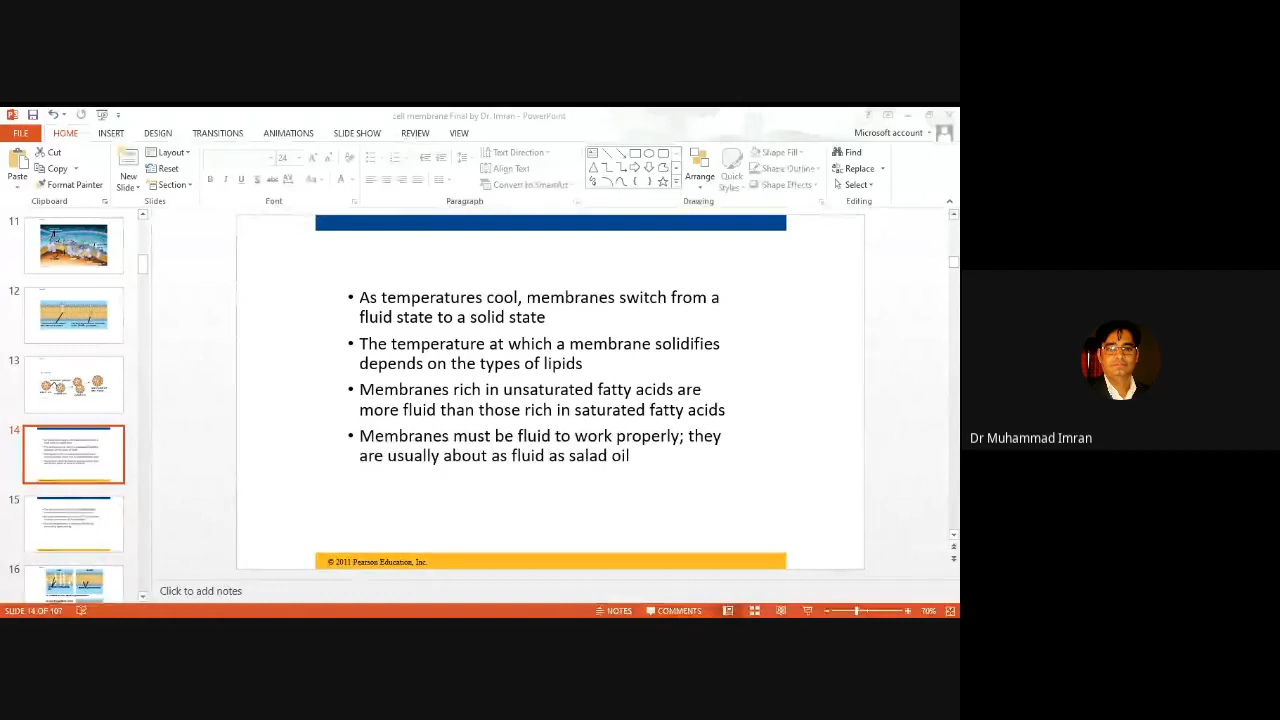 cell membrane Final by Dr. Imran - PowerPoint
FILE HOME INSERT DESIGN TRANSITIONS ANIMATIONS SLIDE SHOW REVIEW VIEW Microsoft account
Cut
Copy
Format Painter
Paste
Clipboard
New
Slide
Layout
Reset
Section
Slides
24
Font
Text Direction
Align Text
Convert to SmartArt
Paragraph
Arrange
Quick
Styles
Shape Fill
Shape Outline
Shape Effects
Drawing
Find
Replace
Select
Editing
11
12
13
14
15
16
• As temperatures cool, membranes switch from a
fluid state to a solid state
• The temperature at which a membrane solidifies
depends on the types of lipids
• Membranes rich in unsaturated fatty acids are
more fluid than those rich in saturated fatty acids
• Membranes must be fluid to work properly; they
are usually about as fluid as salad oil
© 2011 Pearson Education, Inc.
Click to add notes
SLIDE 14 OF 107 NOTES COMMENTS 70%
Dr Muhammad Imran